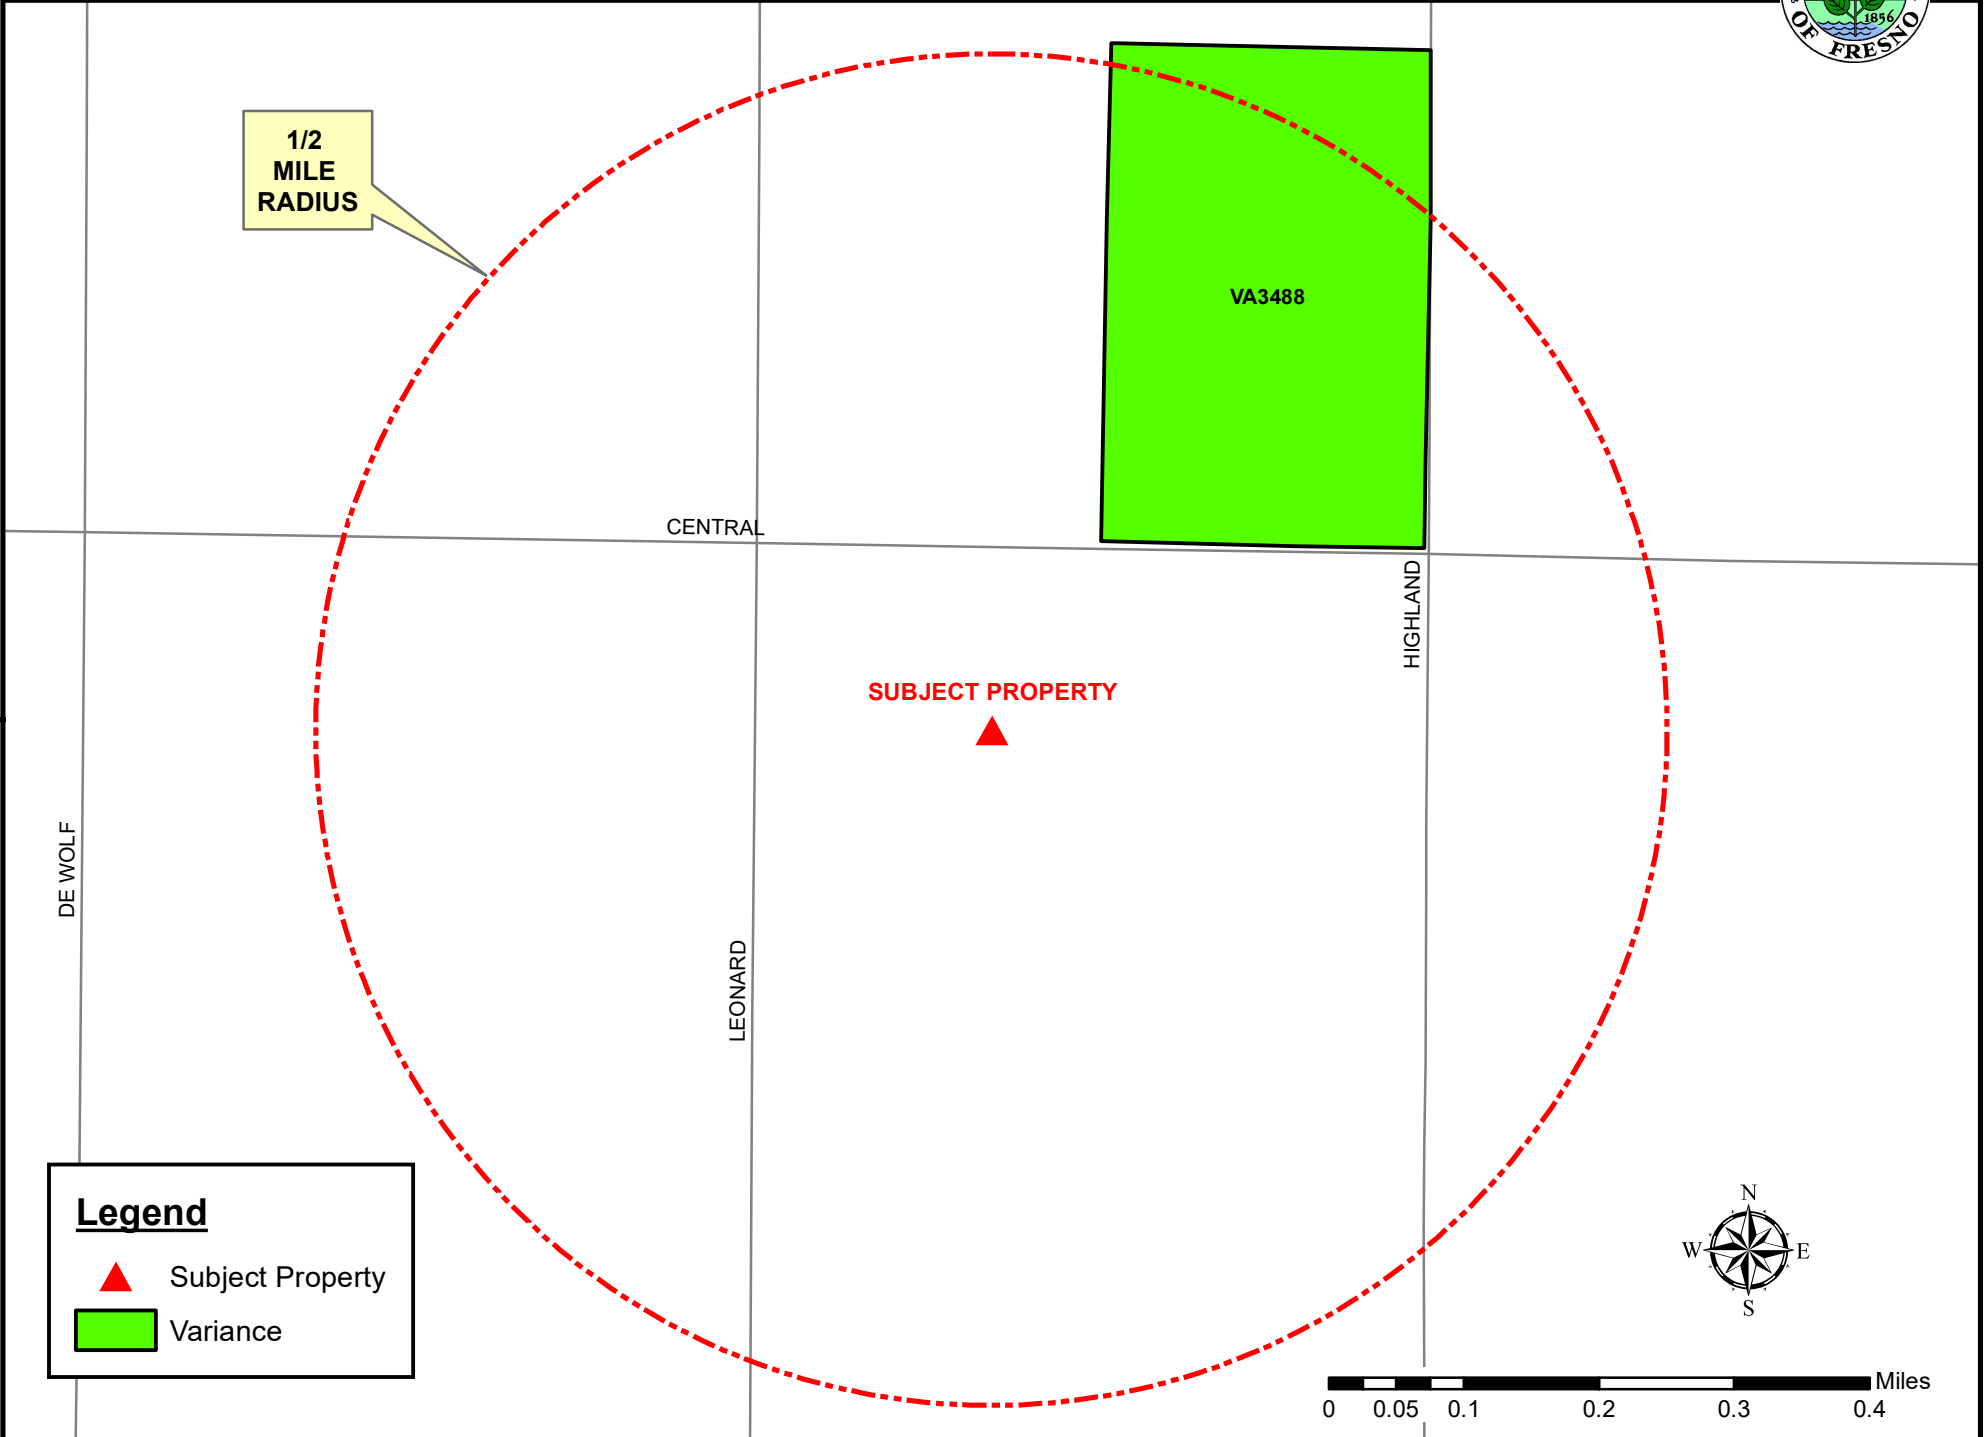 1856
OF FRESNO
1/2
MILE
RADIUS
VA3488
CENTRAL
HIGHLAND
SUBJECT PROPERTY
DE WOLF
LEONARD
Legend
Subject Property
Variance
N
W E
S
Miles
0 0.05 0.1 0.2 0.3 0.4